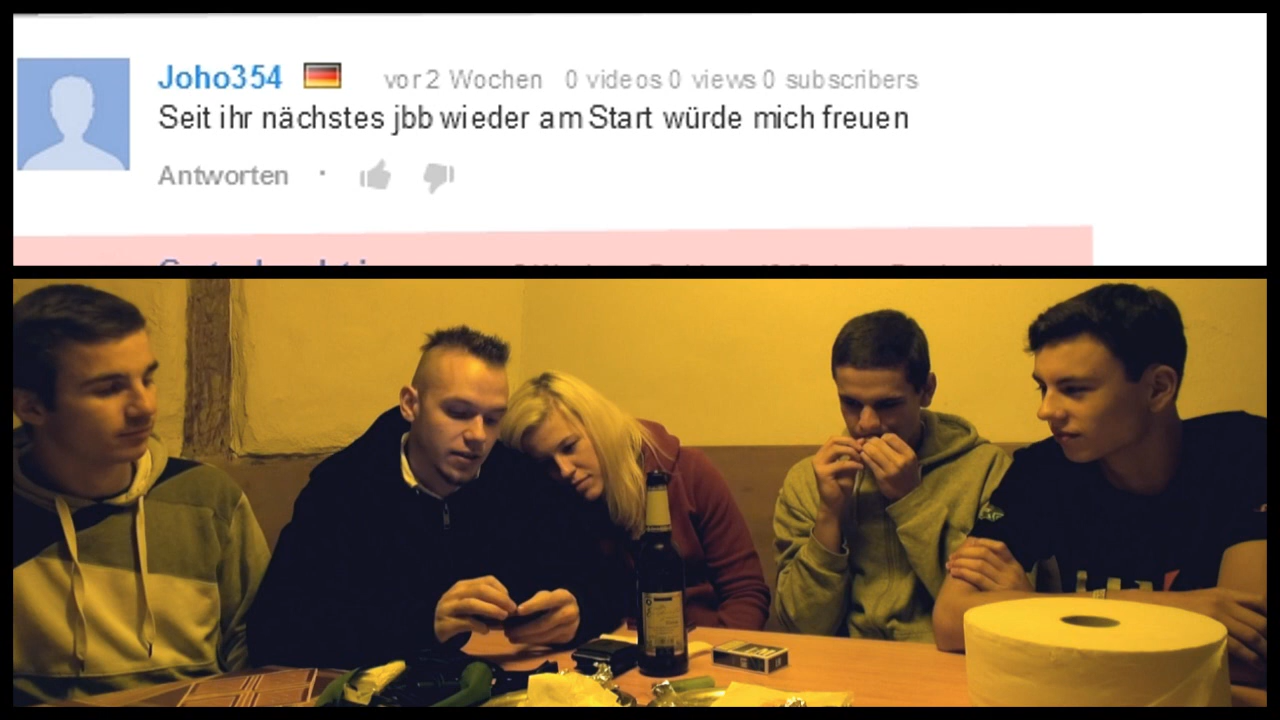 Joho354 vor 2 Wochen 0 videos 0 views 0 subscribers
Seit ihr nächstes jbb wieder am Start würde mich freuen
Antworten ·